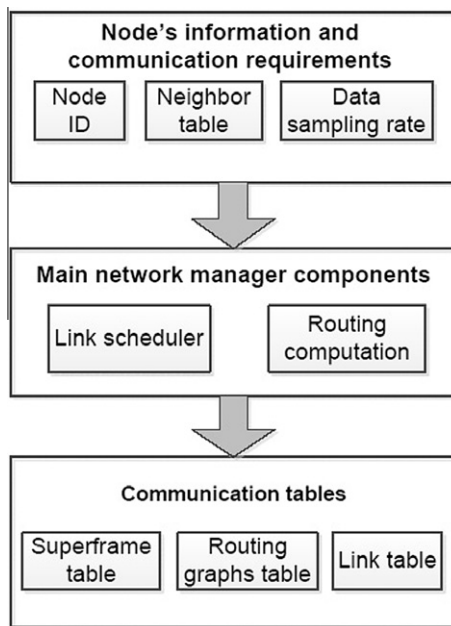 Node's information and
communication requirements
Node
ID
Neighbor
table
Data
sampling rate
Main network manager components
Link scheduler
Routing
computation
Communication tables
Superframe
table
Routing
graphs table
Link table